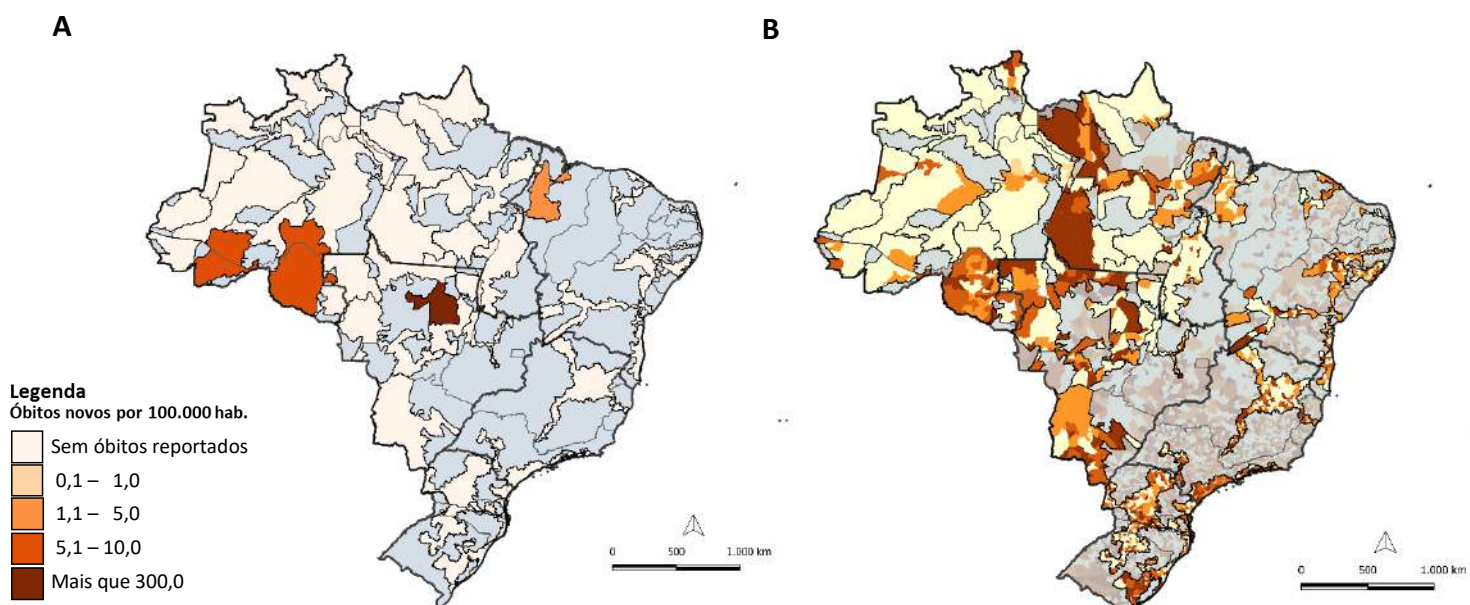 A
B
Legenda
Óbitos novos por 100.000 hab.
Sem óbitos reportados
0,1 – 1,0
1,1 – 5,0
5,1 – 10,0
Mais que 300,0
0 500 1.000 km
0 500 1.000 km